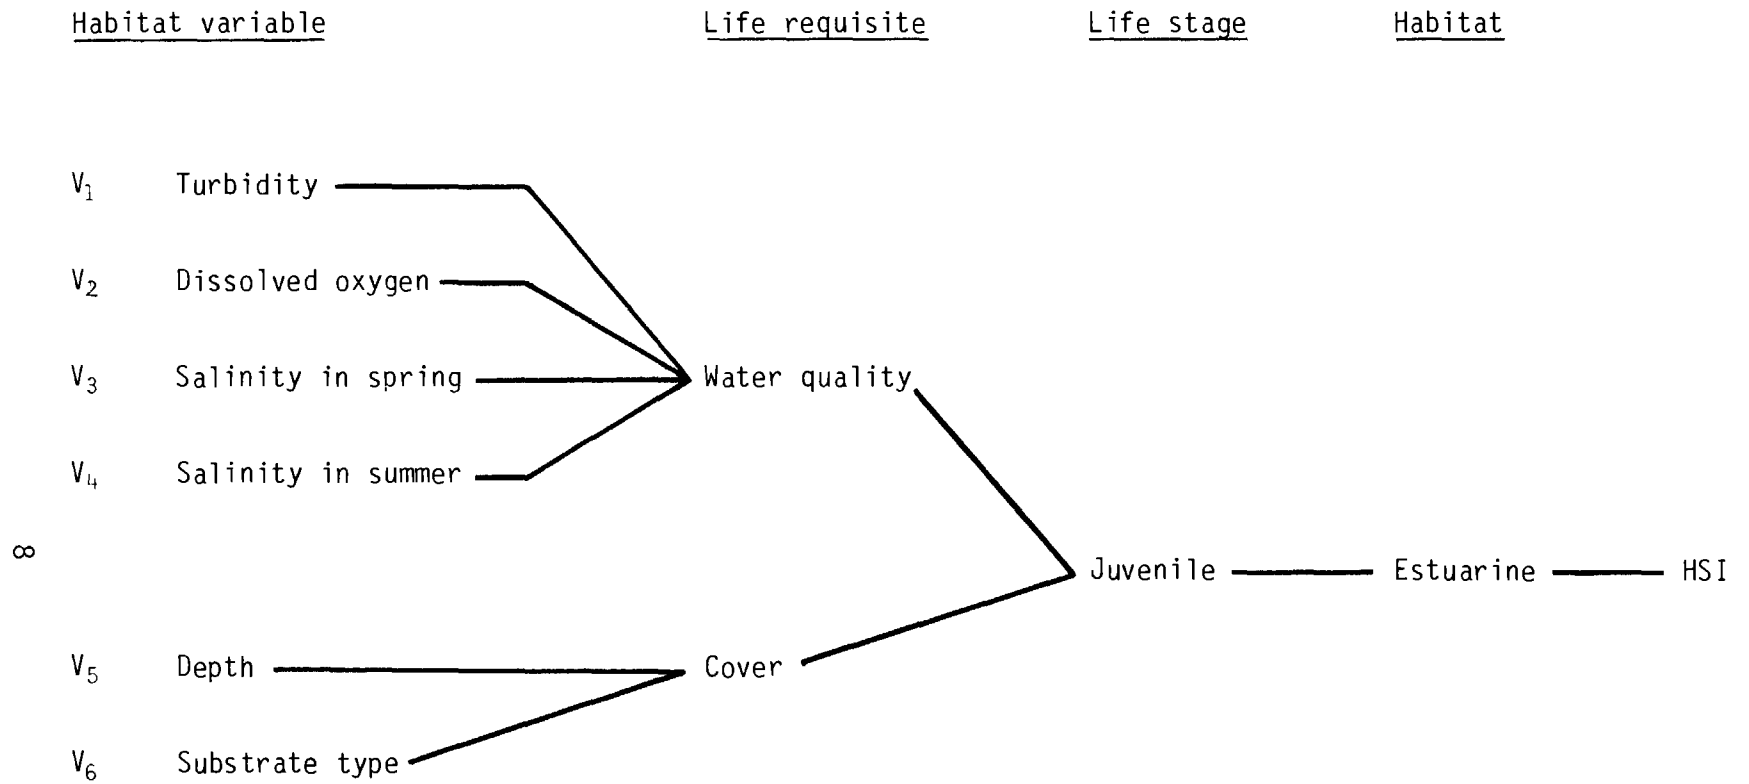 Habitat variable Life requisite Life stage Habitat
V₁ Turbidity
V₂ Dissolved oxygen
V₃ Salinity in spring Water quality
V₄ Salinity in summer
8
Juvenile Estuarine HSI
V₅ Depth Cover
V₆ Substrate type